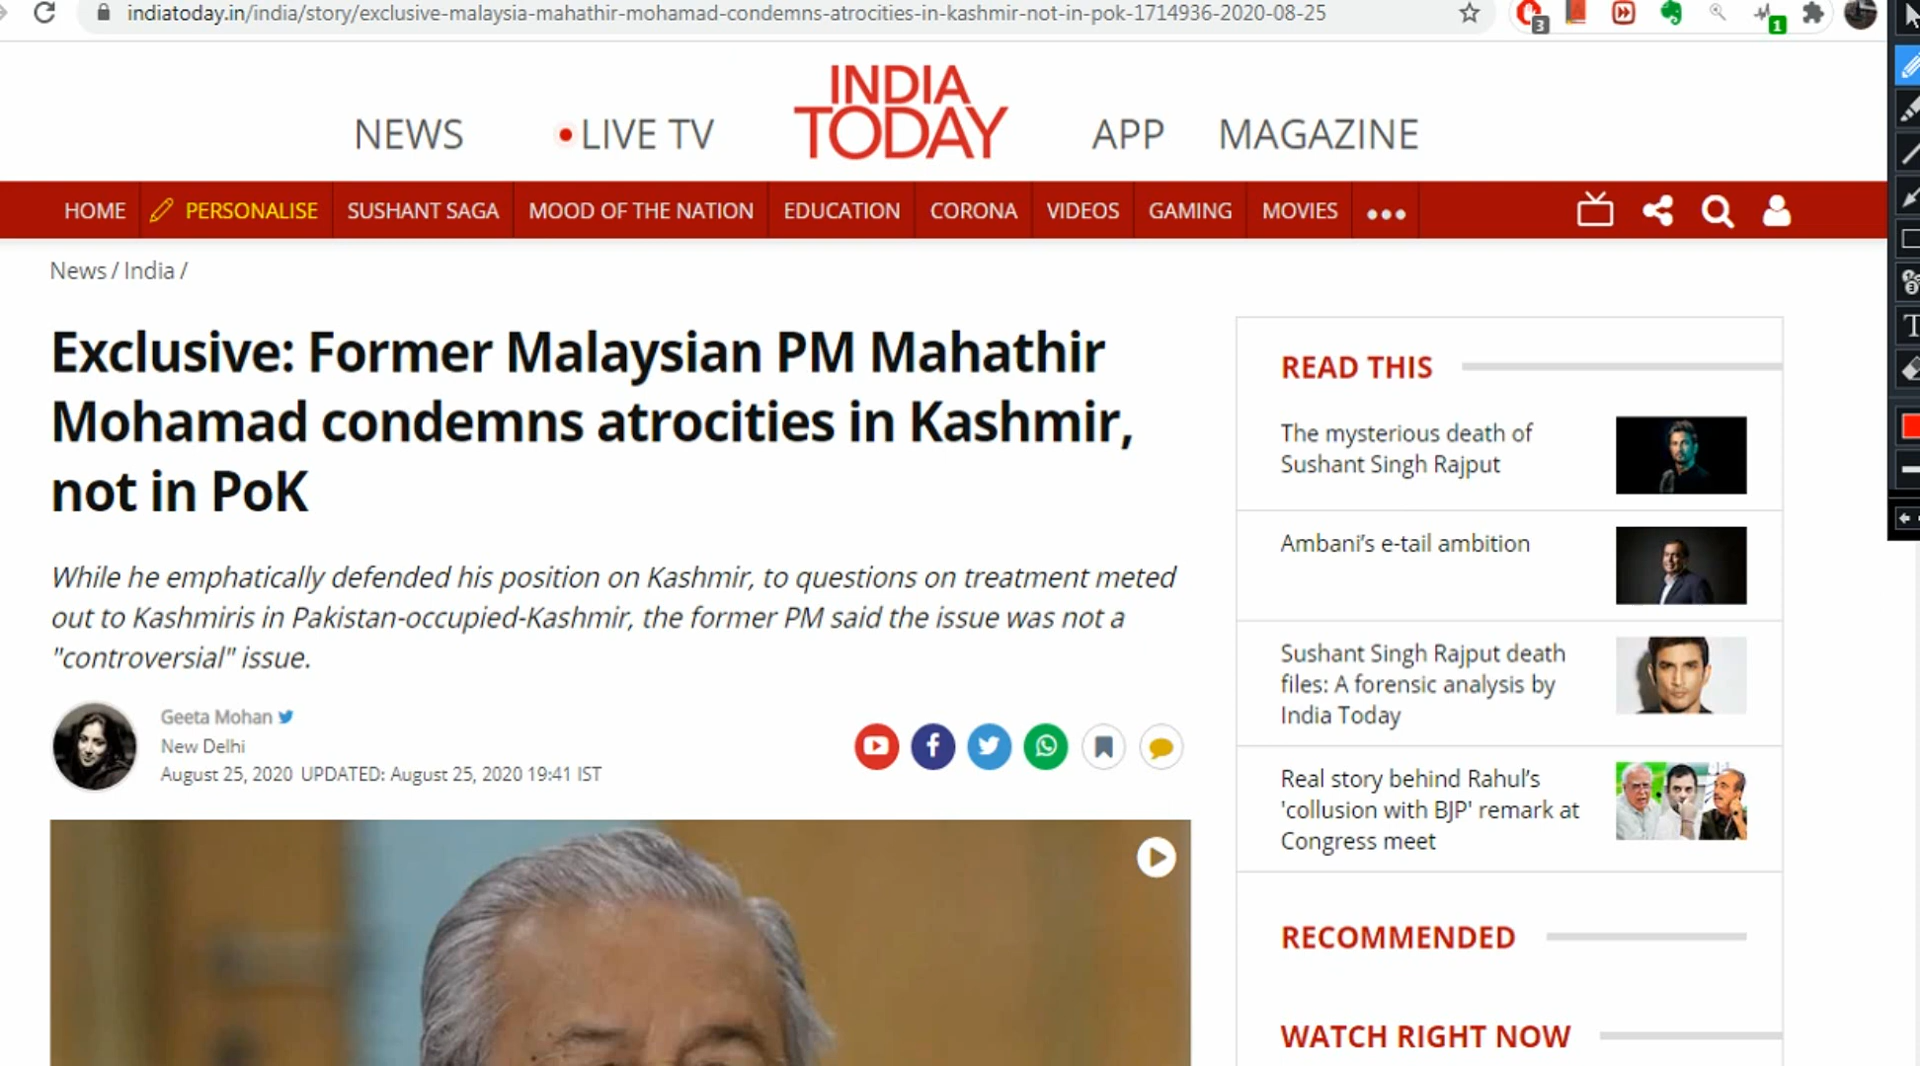 indiatoday.in/india/story/exclusive-malaysia-mahathir-mohamad-condemns-atrocities-in-kashmir-not-in-pok-1714936-2020-08-25
3
1
NEWS
LIVE TV
INDIA
TODAY
APP
MAGAZINE
HOME
PERSONALISE
SUSHANT SAGA
MOOD OF THE NATION
EDUCATION
CORONA
VIDEOS
GAMING
MOVIES
News / India /
Exclusive: Former Malaysian PM Mahathir
Mohamad condemns atrocities in Kashmir,
not in PoK
While he emphatically defended his position on Kashmir, to questions on treatment meted
out to Kashmiris in Pakistan-occupied-Kashmir, the former PM said the issue was not a
"controversial" issue.
Geeta Mohan
New Delhi
August 25, 2020 UPDATED: August 25, 2020 19:41 IST
READ THIS
The mysterious death of
Sushant Singh Rajput
Ambani’s e-tail ambition
Sushant Singh Rajput death
files: A forensic analysis by
India Today
Real story behind Rahul’s
'collusion with BJP' remark at
Congress meet
RECOMMENDED
WATCH RIGHT NOW